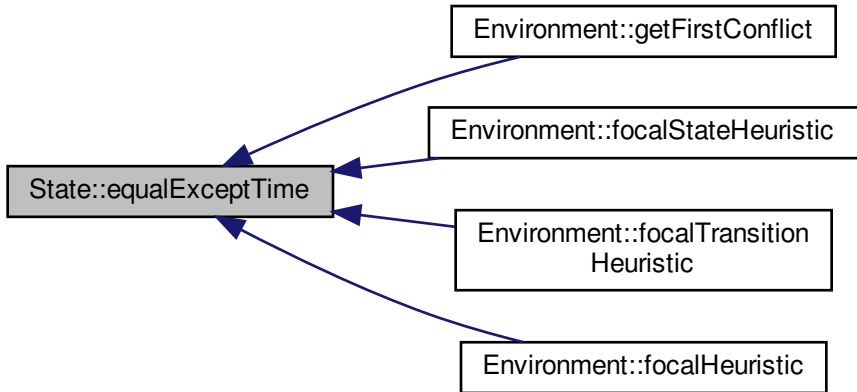 Environment::getFirstConflict
Environment::focalStateHeuristic
State::equalExceptTime
Environment::focalTransition
Heuristic
Environment::focalHeuristic